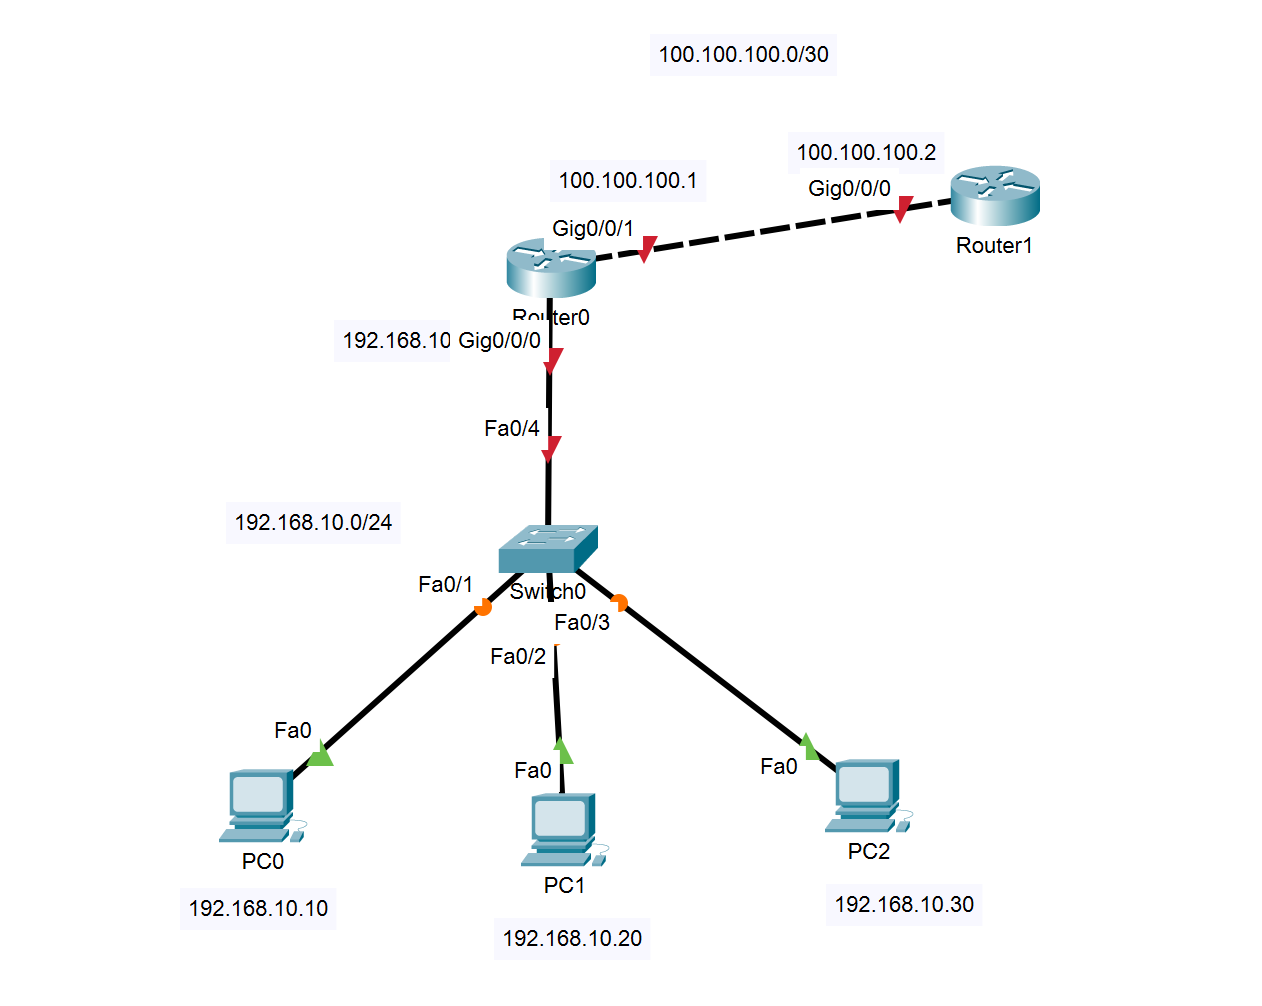 100.100.100.0/30
100.100.100.2
100.100.100.1
Gig0/0/0
Gig0/0/1
Router1
Router0
192.168.10
Gig0/0/0
Fa0/4
192.168.10.0/24
Fa0/1
Switch0
Fa0/3
Fa0/2
Fa0
Fa0
Fa0
PC0
PC1
PC2
192.168.10.10
192.168.10.30
192.168.10.20